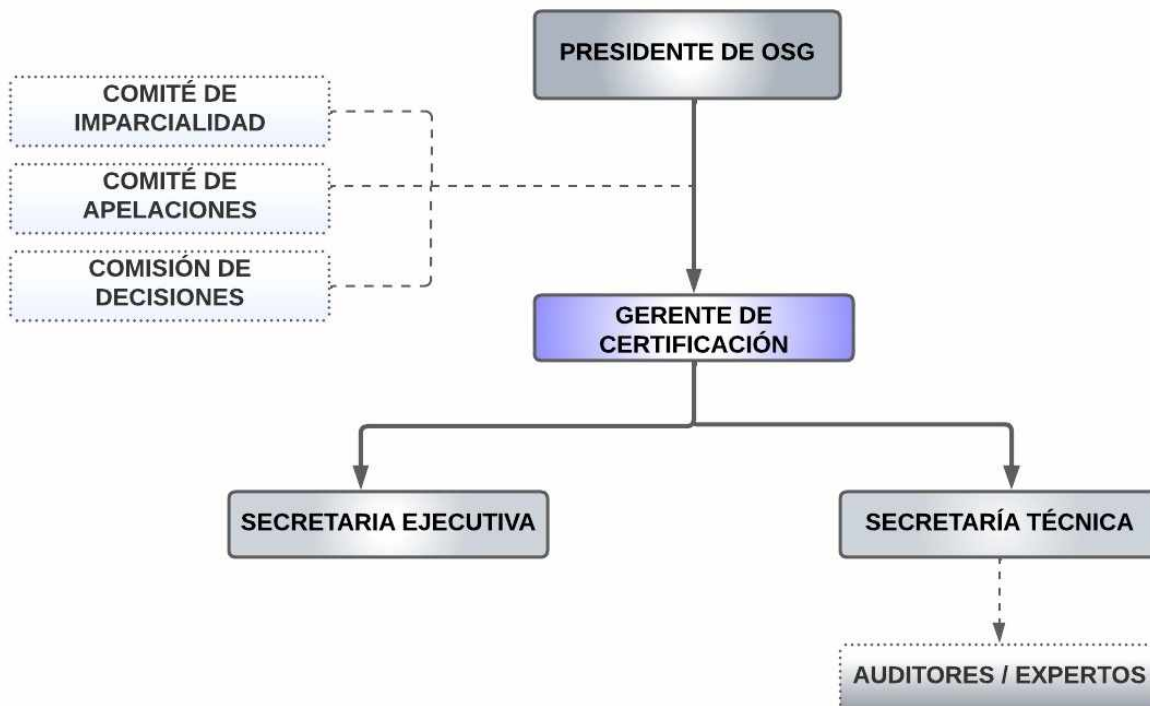 PRESIDENTE DE OSG
COMITÉ DE
IMPARCIALIDAD
COMITÉ DE
APELACIONES
COMISIÓN DE
DECISIONES
GERENTE DE
CERTIFICACIÓN
SECRETARIA EJECUTIVA
SECRETARÍA TÉCNICA
AUDITORES / EXPERTOS